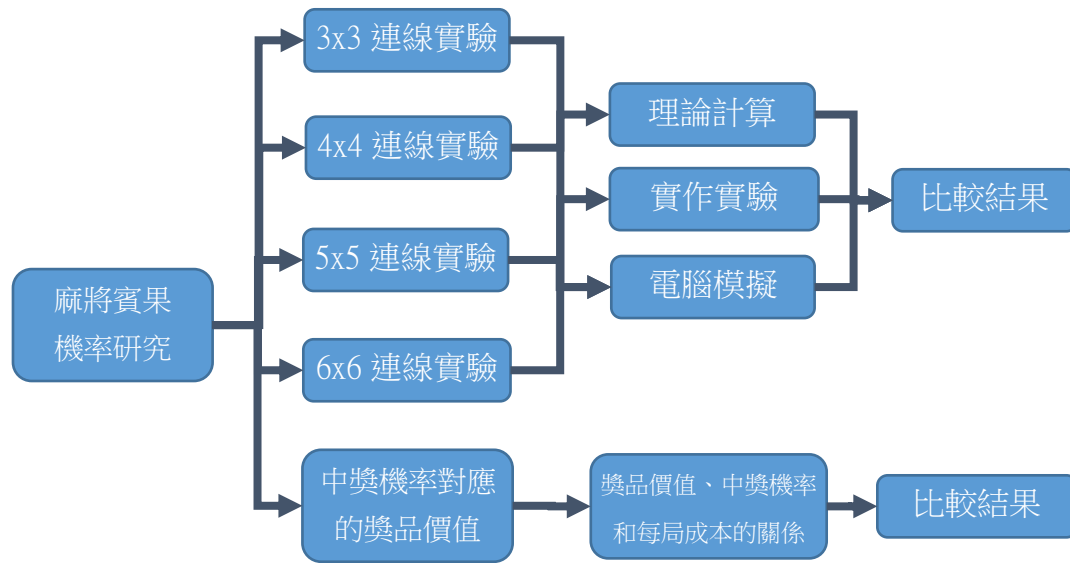 麻將賓果
機率研究
3x3 連線實驗
4x4 連線實驗
5x5 連線實驗
6x6 連線實驗
中獎機率對應
的獎品價值
理論計算
實作實驗
電腦模擬
獎品價值、中獎機率
和每局成本的關係
比較結果
比較結果